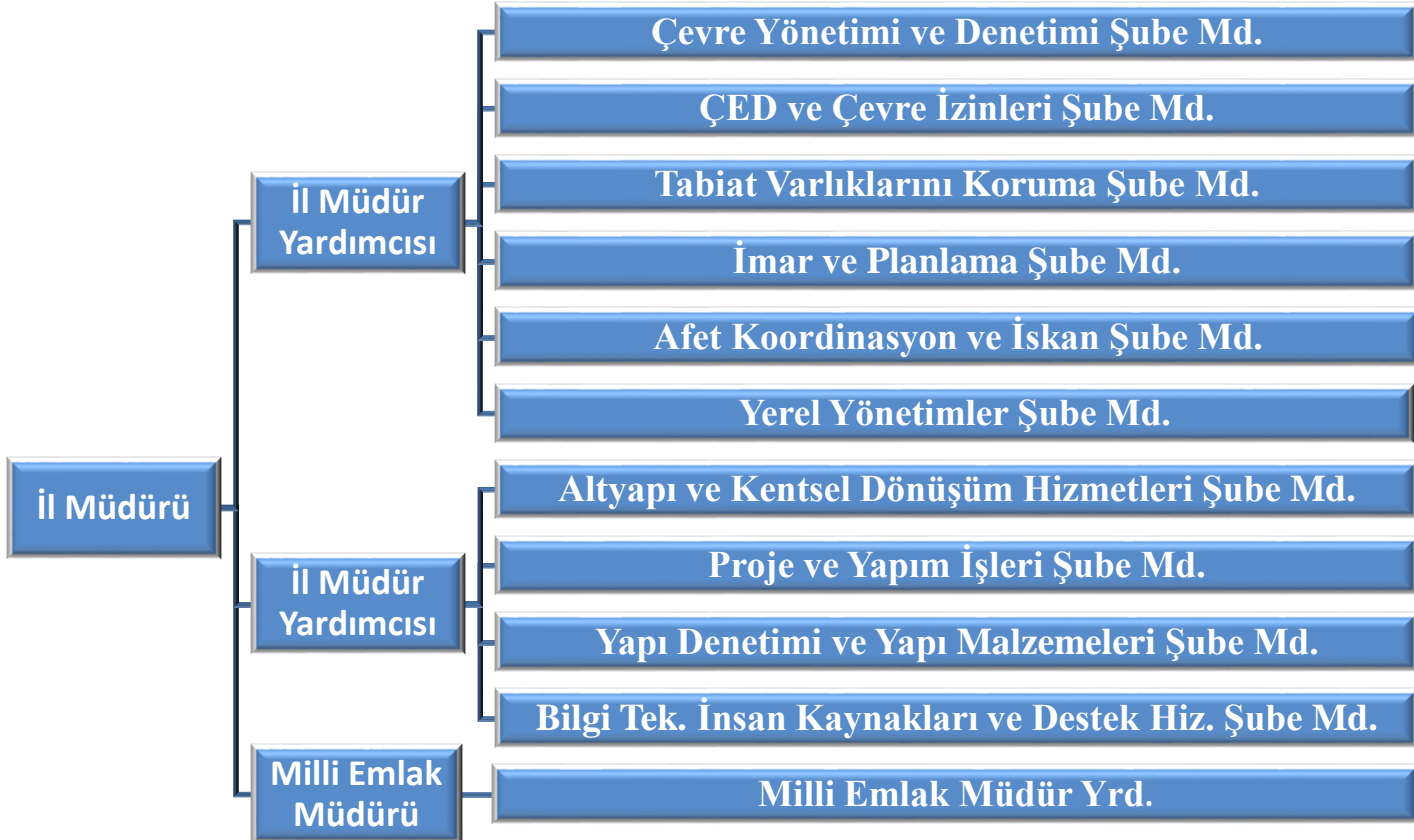 İl Müdürü
İl Müdür
Yardımcısı
Çevre Yönetimi ve Denetimi Şube Md.
ÇED ve Çevre İzinleri Şube Md.
Tabiat Varlıklarını Koruma Şube Md.
İmar ve Planlama Şube Md.
Afet Koordinasyon ve İskan Şube Md.
Yerel Yönetimler Şube Md.
İl Müdür
Yardımcısı
Altyapı ve Kentsel Dönüşüm Hizmetleri Şube Md.
Proje ve Yapım İşleri Şube Md.
Yapı Denetimi ve Yapı Malzemeleri Şube Md.
Bilgi Tek. İnsan Kaynakları ve Destek Hiz. Şube Md.
Milli Emlak
Müdürü
Milli Emlak Müdür Yrd.